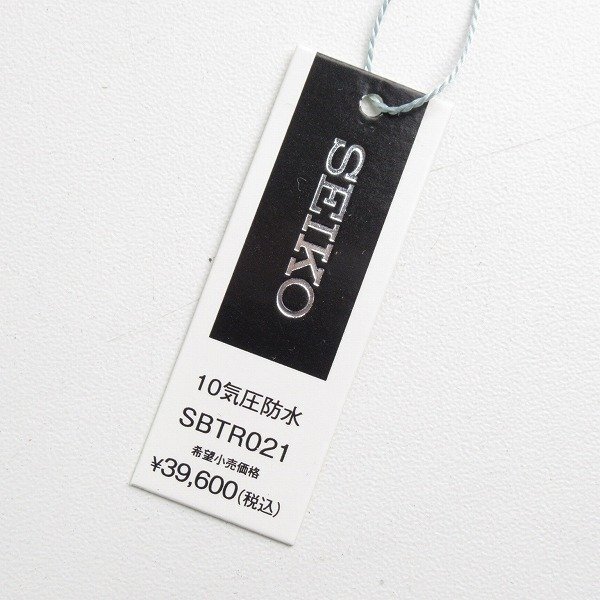 SEIKO
10気圧防水
SBTR021
希望小売価格
¥39,600(税込)